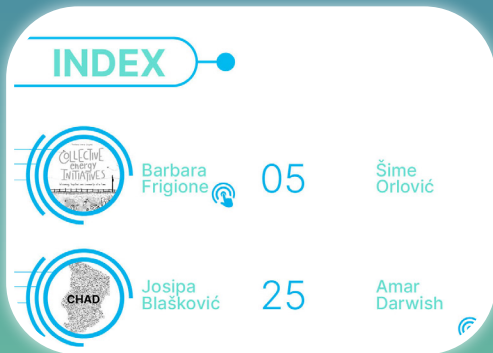 INDEX
COLLECTIVE
energy
INITIATIVES
Barbara
Frigione
05
Šime
Orlović
CHAD
Josipa
Blašković
25
Amar
Darwish